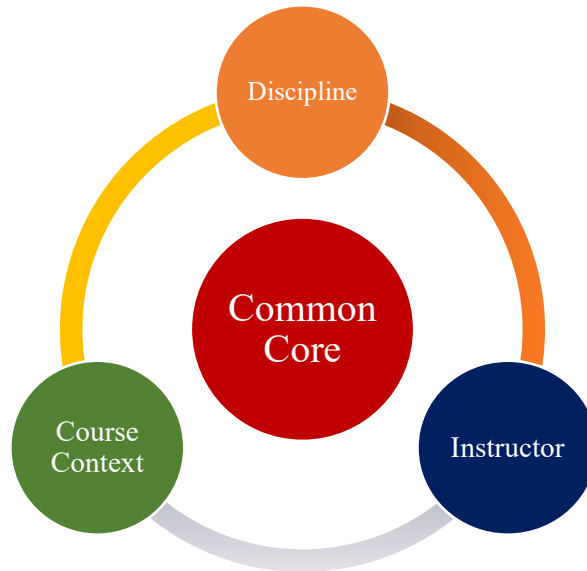 Discipline
Common
Core
Course
Context
Instructor